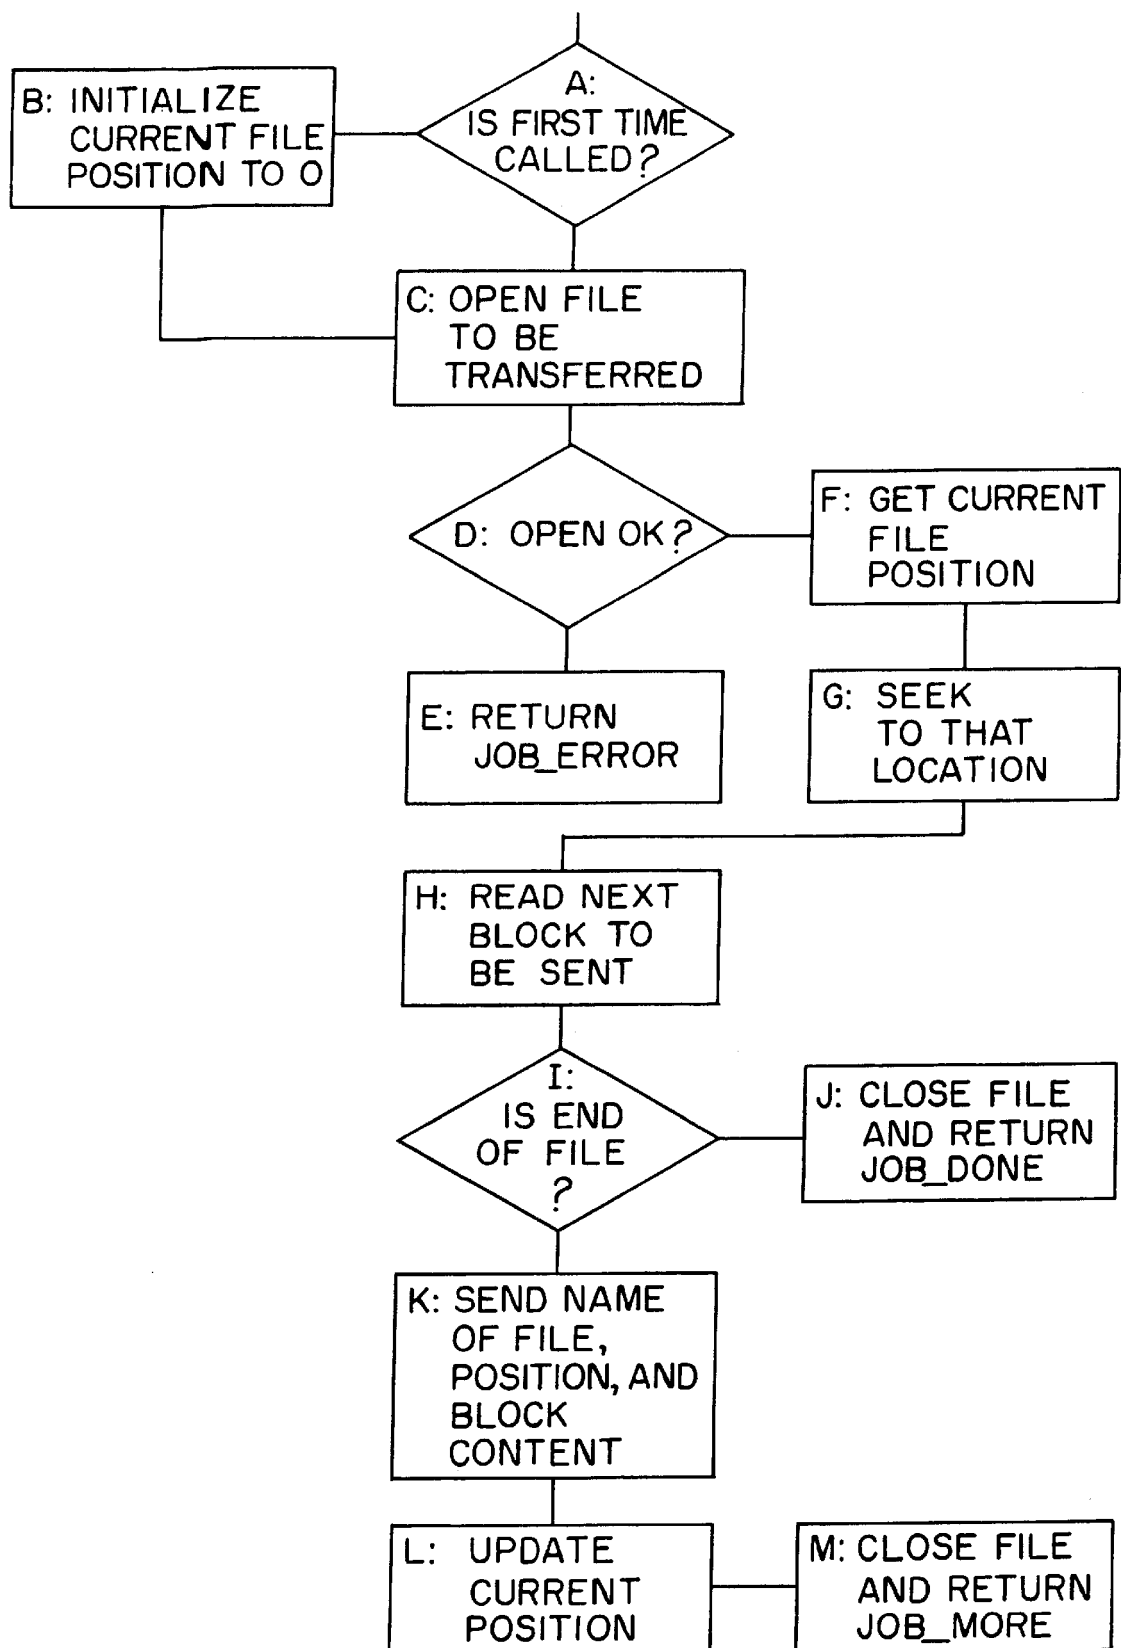 A:
IS FIRST TIME
CALLED?
B: INITIALIZE
CURRENT FILE
POSITION TO 0
C: OPEN FILE
TO BE
TRANSFERRED
D: OPEN OK?
F: GET CURRENT
FILE
POSITION
E: RETURN
JOB_ERROR
G: SEEK
TO THAT
LOCATION
H: READ NEXT
BLOCK TO
BE SENT
I:
IS END
OF FILE
?
J: CLOSE FILE
AND RETURN
JOB_DONE
K: SEND NAME
OF FILE,
POSITION, AND
BLOCK
CONTENT
L: UPDATE
CURRENT
POSITION
M: CLOSE FILE
AND RETURN
JOB_MORE